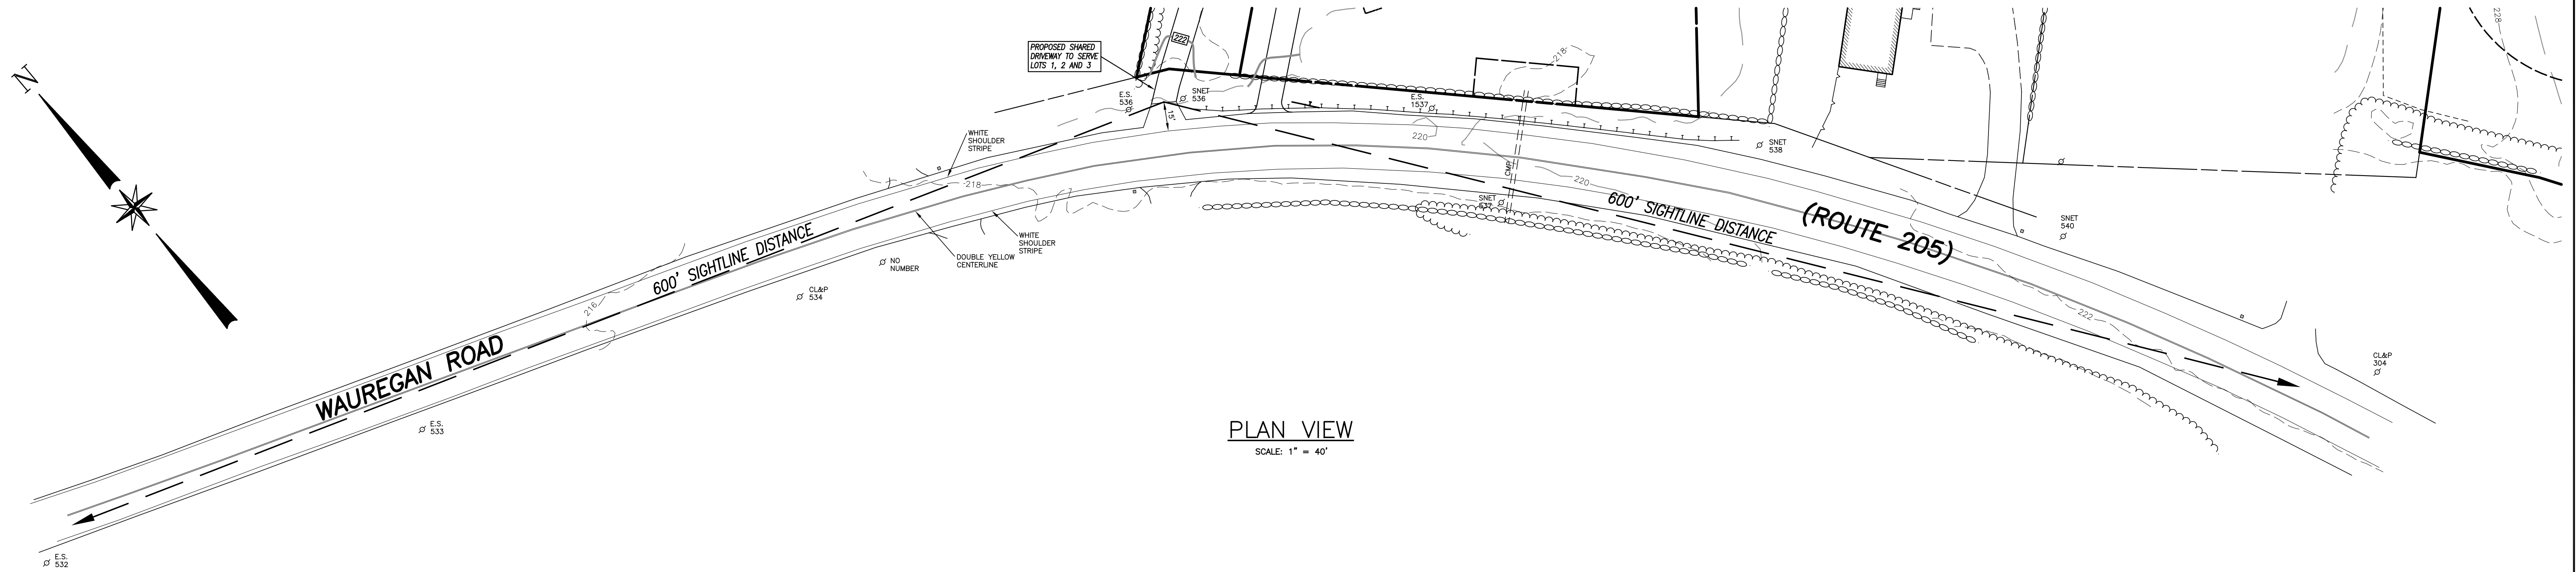 N
PROPOSED SHARED
DRIVEWAY TO SERVE
LOTS 1, 2 AND 3
222
218
228
E.S.
536
SNET
536
E.S.
1537
15'
220
CMP
SNET
538
WHITE
SHOULDER
STRIPE
218
220
SNET
537
600' SIGHTLINE DISTANCE
(ROUTE 205)
SNET
540
600' SIGHTLINE DISTANCE
WHITE
SHOULDER
STRIPE
DOUBLE YELLOW
CENTERLINE
NO
NUMBER
CL&P
534
216
222
WAUREGAN ROAD
CL&P
304
E.S.
533
PLAN VIEW
SCALE: 1" = 40'
E.S.
532